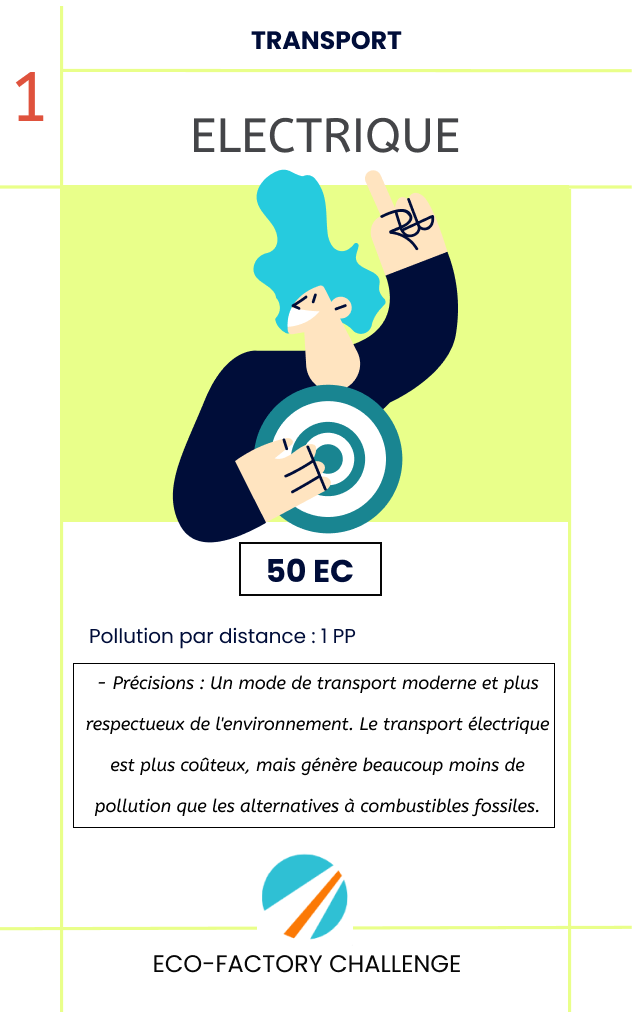 TRANSPORT
1
ELECTRIQUE
50 EC
Pollution par distance : 1 PP
- Précisions : Un mode de transport moderne et plus
respectueux de l'environnement. Le transport électrique
est plus coûteux, mais génère beaucoup moins de
pollution que les alternatives à combustibles fossiles.
ECO-FACTORY CHALLENGE